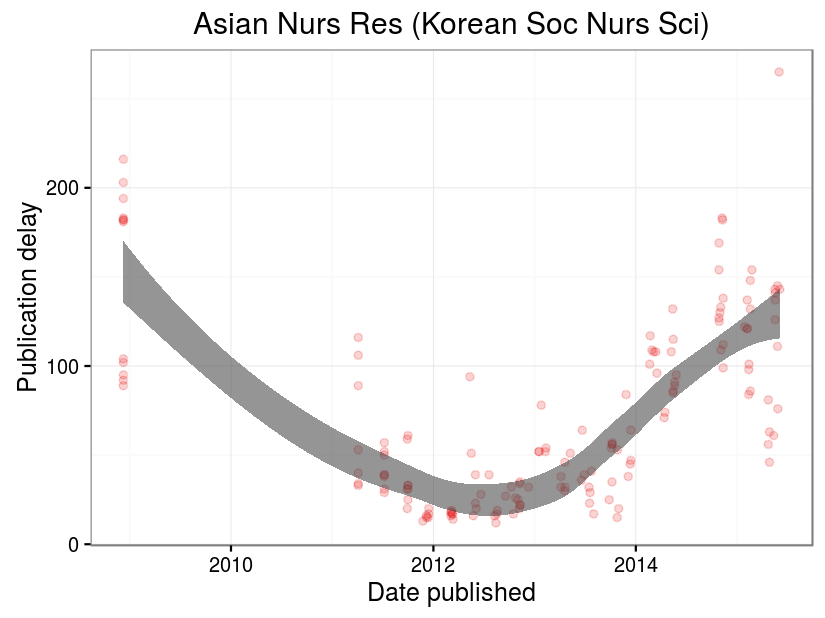 Asian Nurs Res (Korean Soc Nurs Sci)
Publication delay
200
100
0
2010 2012 2014
Date published